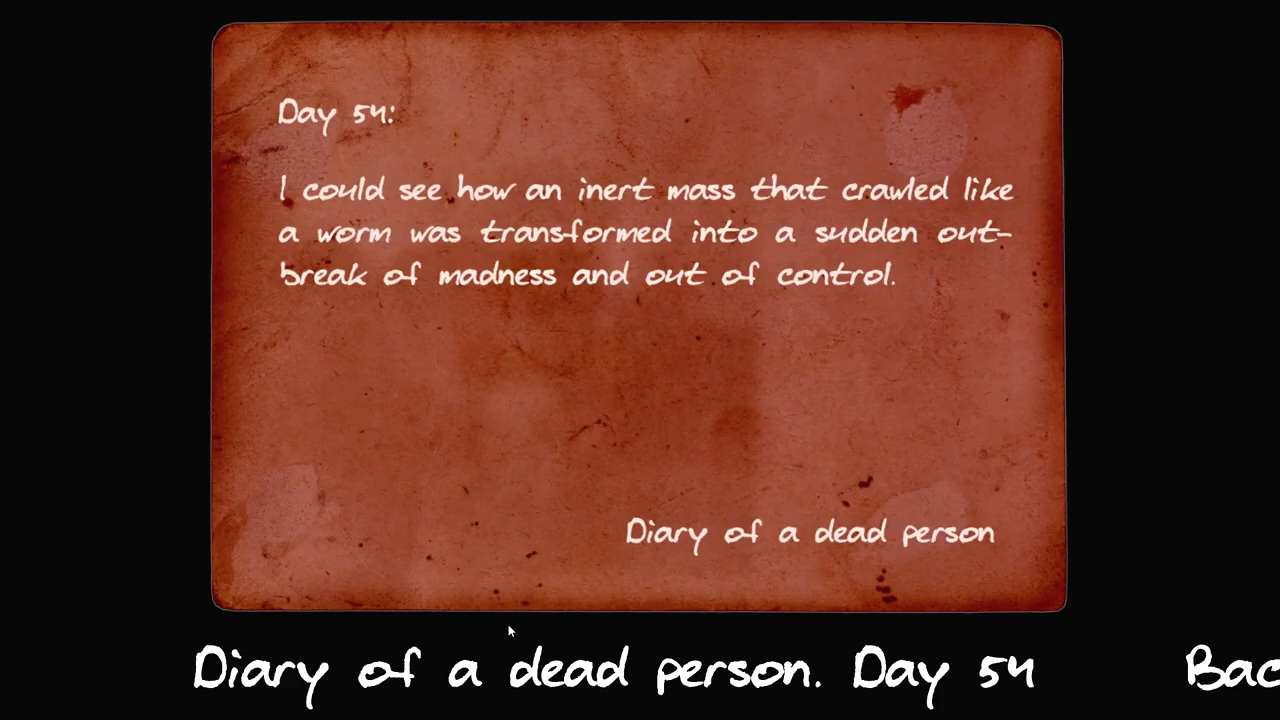 Day 54:
I could see how an inert mass that crawled like
a worm was transformed into a sudden out-
break of madness and out of control.
Diary of a dead person
Diary of a dead person. Day 54
Bac